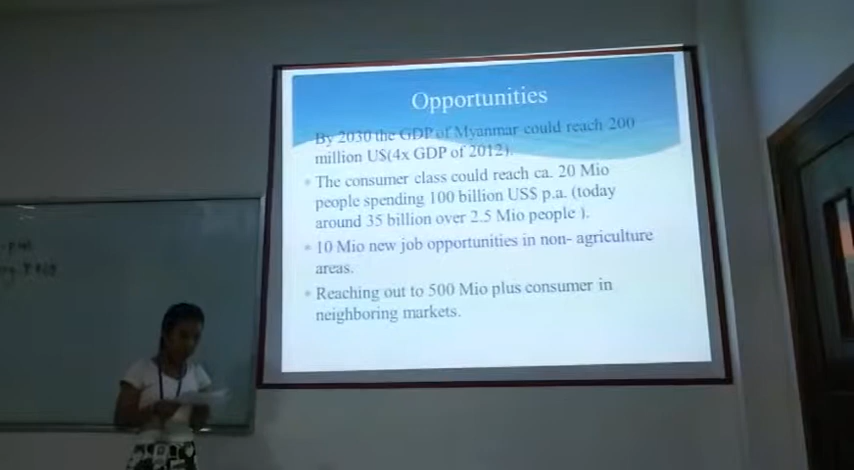 Opportunities
By 2030 the GDP of Myanmar could reach 200
million US(4x GDP of 2012).
The consumer class could reach ca. 20 Mio
people spending 100 billion US$ p.a. (today
around 35 billion over 2.5 Mio people ).
10 Mio new job opportunities in non- agriculture
areas.
Reaching out to 500 Mio plus consumer in
neighboring markets.